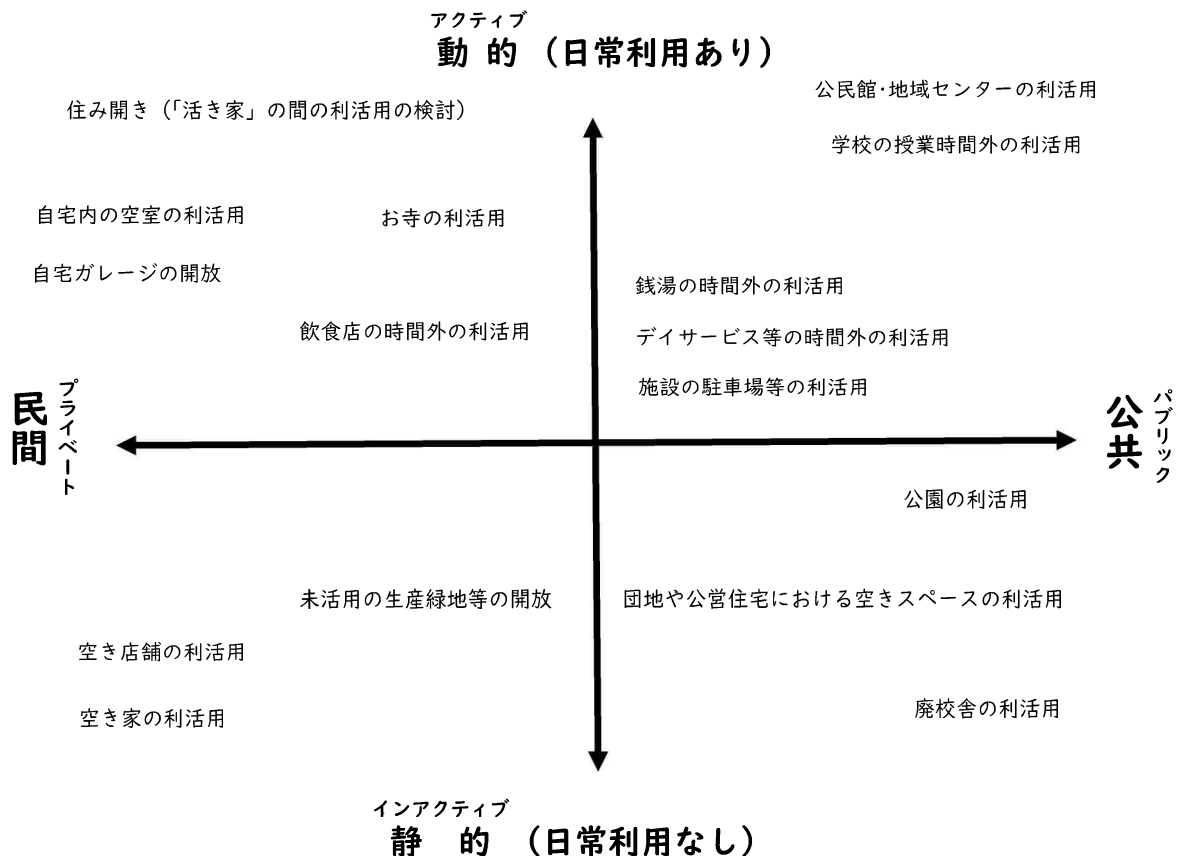 アクティブ
動的（日常利用あり）
公民館･地域センターの利活用
住み開き（「活き家」の間の利活用の検討）
学校の授業時間外の利活用
自宅内の空室の利活用
お寺の利活用
自宅ガレージの開放
銭湯の時間外の利活用
飲食店の時間外の利活用
デイサービス等の時間外の利活用
施設の駐車場等の利活用
民間
プライベート
公共
パブリック
公園の利活用
未活用の生産緑地等の開放
団地や公営住宅における空きスペースの利活用
空き店舗の利活用
空き家の利活用
廃校舎の利活用
インアクティブ
静的（日常利用なし）